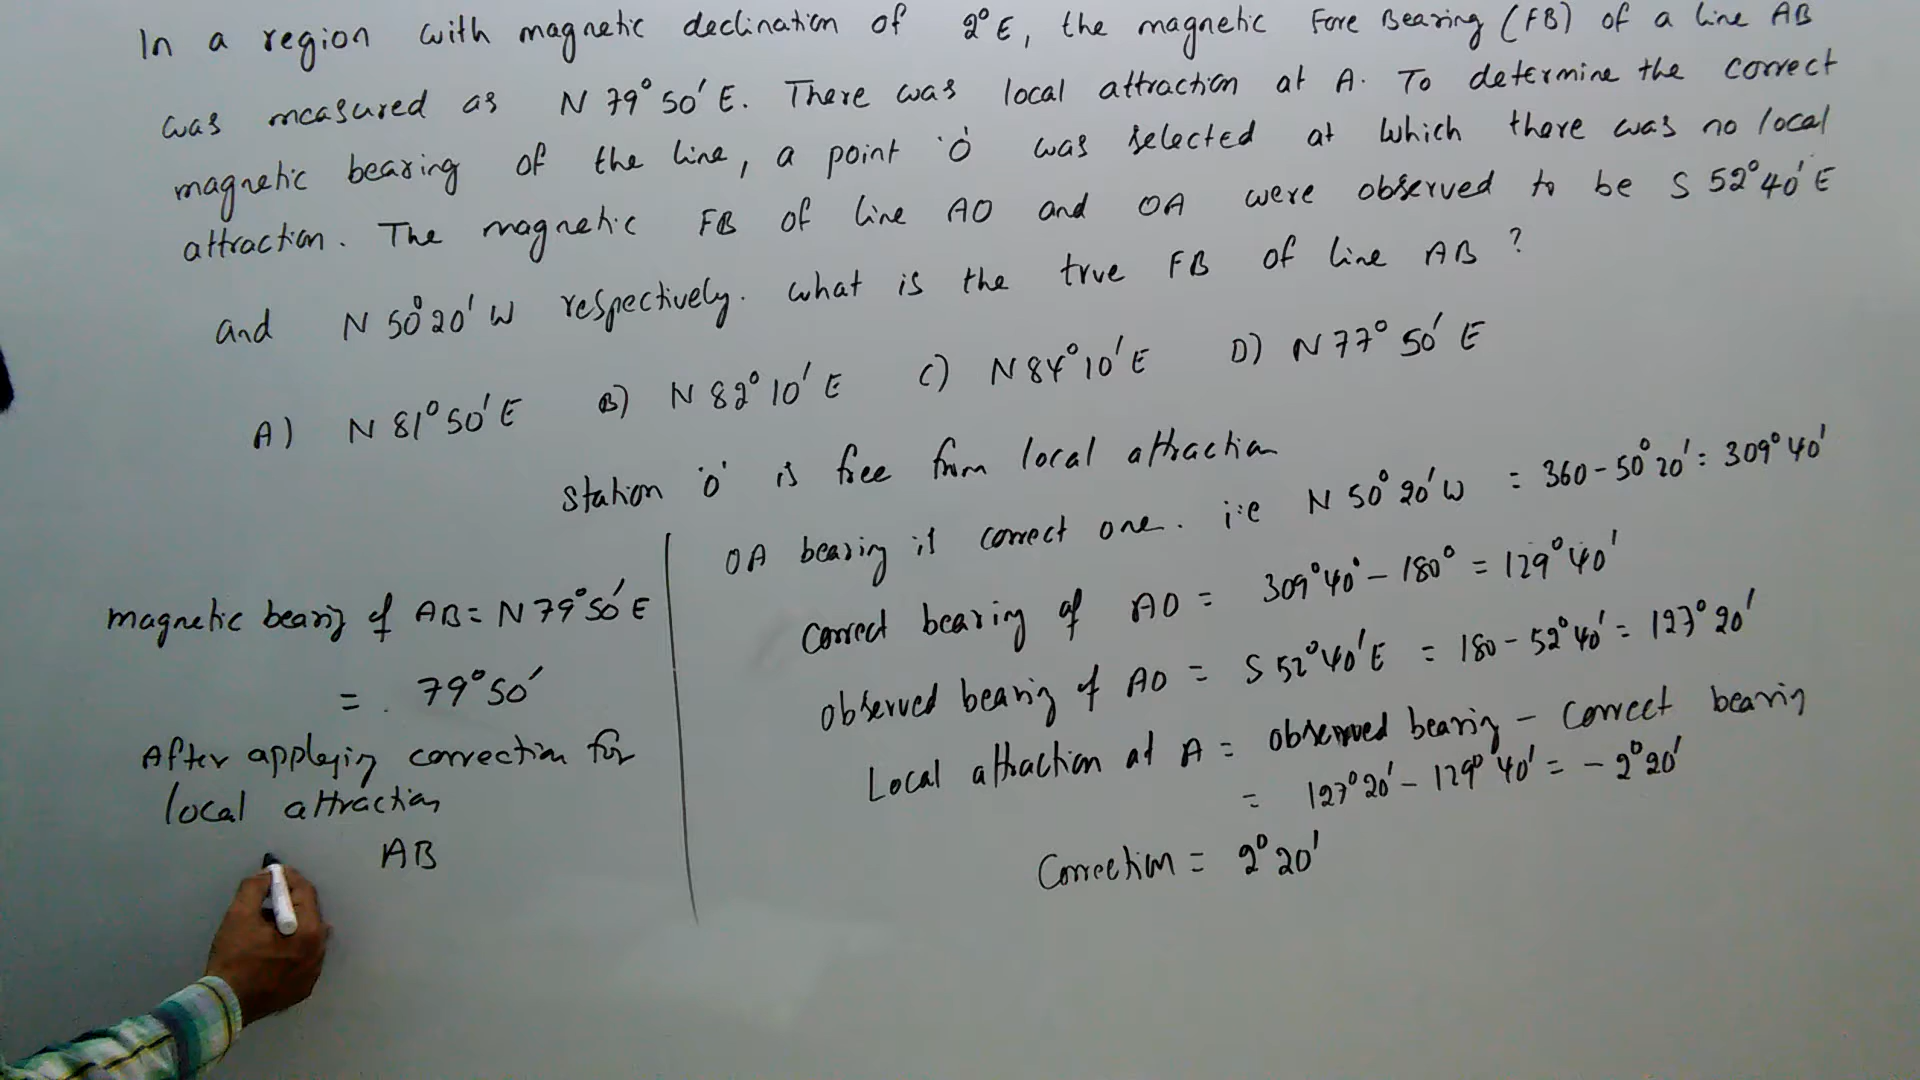 In a region with magnetic declination of 2°E, the magnetic Fore Bearing (FB) of a line AB
was measured as N 79° 50' E. There was local attraction at A. To determine the correct
magnetic bearing of the line, a point 'O' was selected at which there was no local
attraction. The magnetic FB of line AO and OA were observed to be S 52°40' E
and N 50° 20' W respectively. what is the true FB of line AB ?
A) N 81° 50' E B) N 82° 10' E C) N 84° 10' E D) N 77° 50' E
station 'O' is free from local attraction
OA bearing is correct one. i.e N 50° 20' W = 360 - 50° 20' = 309° 40'
correct bearing of AO = 309° 40' - 180° = 129° 40'
observed bearing of AO = S 52° 40' E = 180 - 52° 40' = 127° 20'
Local attraction at A = observed bearing - correct bearing
= 127° 20' - 129° 40' = - 2° 20'
Correction = 2° 20'
magnetic bearing of AB = N 79° 50' E
= 79° 50'
After applying correction for
local attraction
AB